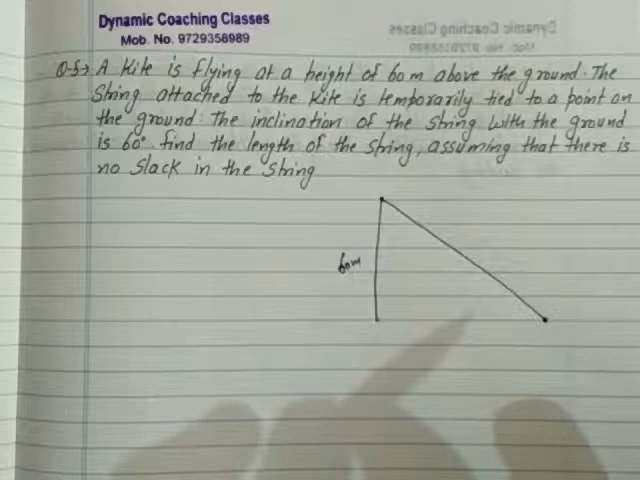 Dynamic Coaching Classes
Mob. No. 9729356989
Q-5→ A Kite is flying at a height of 60 m above the ground. The
String attached to the Kite is temporarily tied to a point on
the ground. The inclination of the string with the ground
is 60° find the length of the string, assuming that there is
no slack in the string
60m